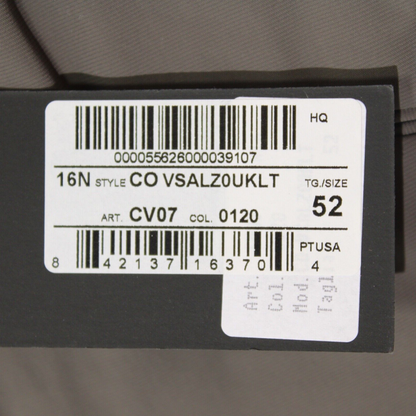 HQ
000055626000039107
16N STYLE CO VSALZ0UKLT TG./SIZE
ART. CV07 COL. 0120 52
PTUSA
8 42137 16370 4
Art.
Col.
Mod.
Tagl